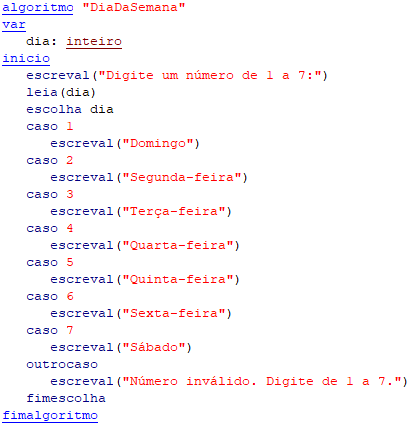 algoritmo "DiaDaSemana"
var
   dia: inteiro
inicio
   escreval("Digite um número de 1 a 7:")
   leia(dia)
   escolha dia
   caso 1
      escreval("Domingo")
   caso 2
      escreval("Segunda-feira")
   caso 3
      escreval("Terça-feira")
   caso 4
      escreval("Quarta-feira")
   caso 5
      escreval("Quinta-feira")
   caso 6
      escreval("Sexta-feira")
   caso 7
      escreval("Sábado")
   outrocaso
      escreval("Número inválido. Digite de 1 a 7.")
   fimescolha
fimalgoritmo